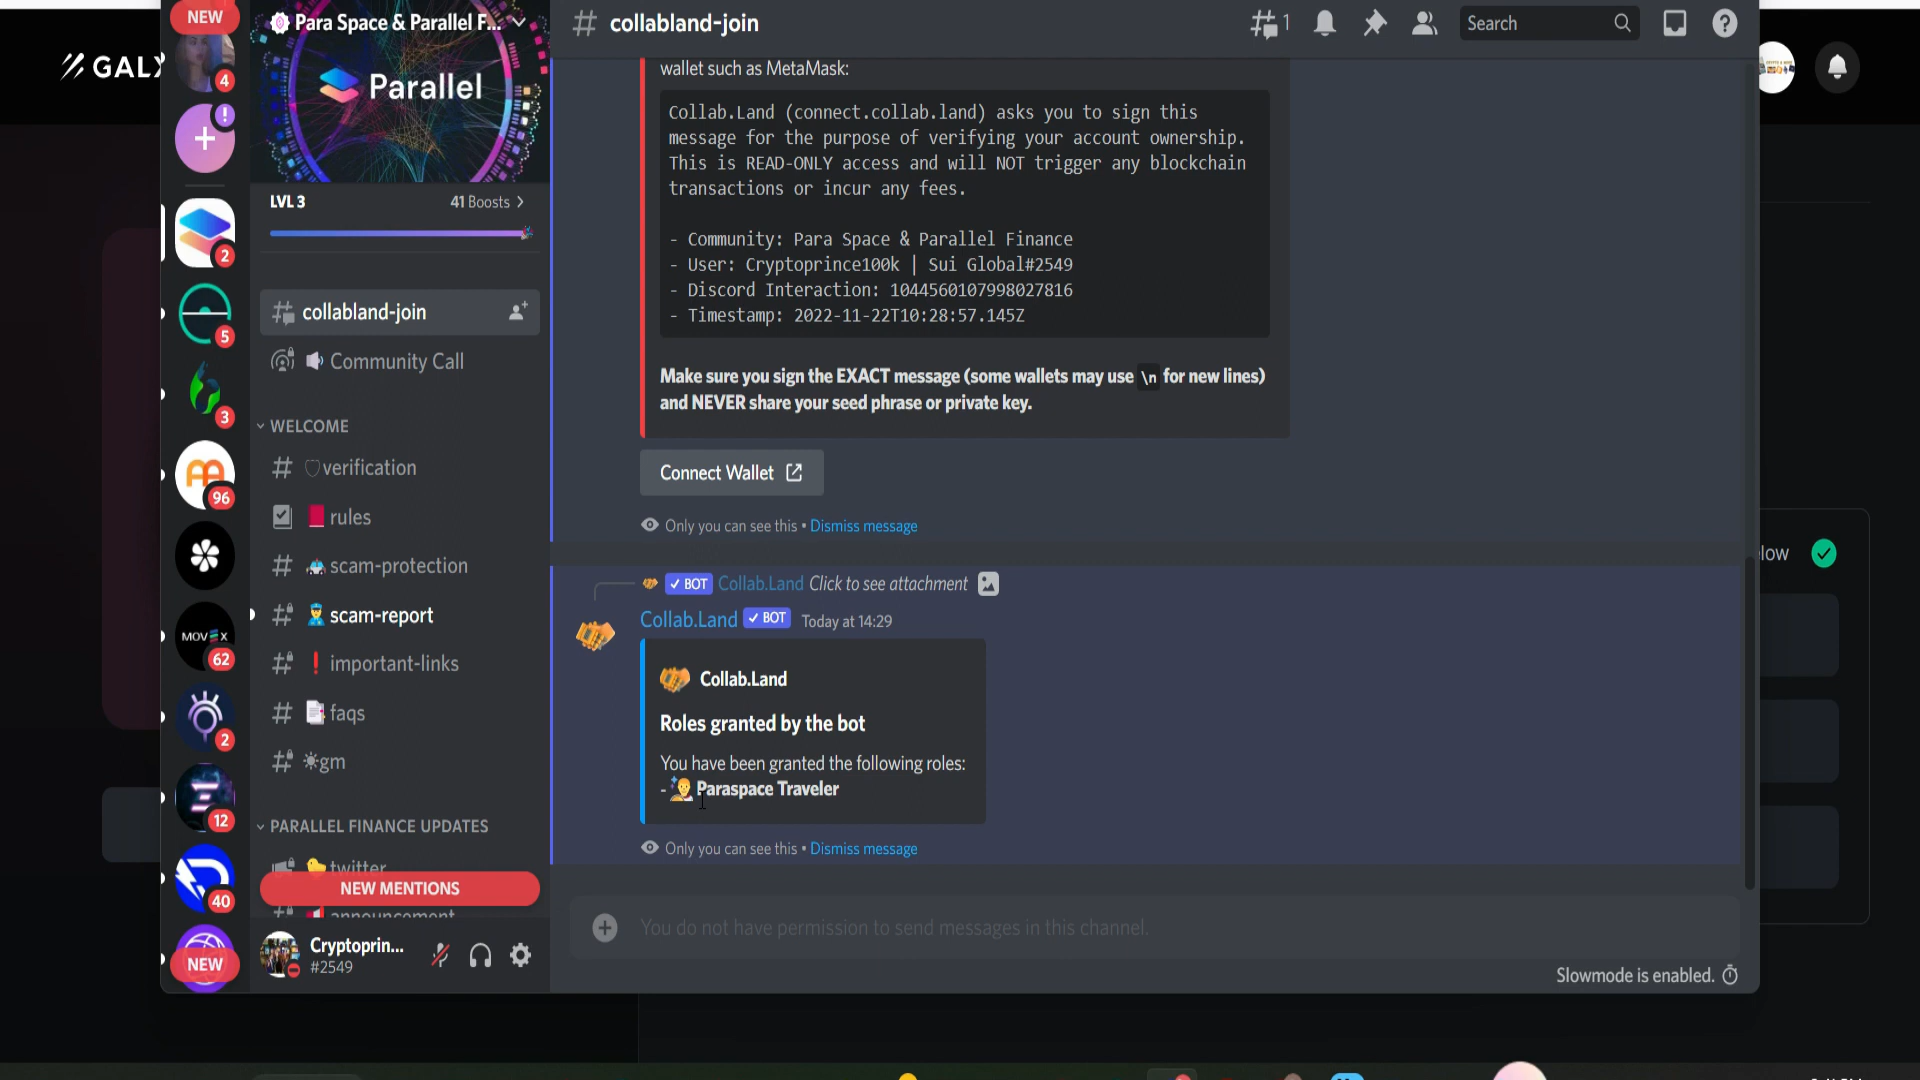 GALX
NEW
4
!
2
5
3
96
MOVEX
62
2
12
40
NEW
Para Space & Parallel F...
Parallel
LVL 3
41 Boosts
collabland-join
Community Call
WELCOME
verification
rules
scam-protection
scam-report
important-links
faqs
gm
PARALLEL FINANCE UPDATES
twitter
NEW MENTIONS
announcement
Cryptoprin...
#2549
collabland-join
1
Search
wallet such as MetaMask:
Collab.Land (connect.collab.land) asks you to sign this
message for the purpose of verifying your account ownership.
This is READ-ONLY access and will NOT trigger any blockchain
transactions or incur any fees.
- Community: Para Space & Parallel Finance
- User: Cryptoprince100k | Sui Global#2549
- Discord Interaction: 1044560107998027816
- Timestamp: 2022-11-22T10:28:57.145Z
Make sure you sign the EXACT message (some wallets may use \n for new lines)
and NEVER share your seed phrase or private key.
Connect Wallet
Only you can see this • Dismiss message
✓ BOT Collab.Land Click to see attachment
Collab.Land ✓ BOT Today at 14:29
Collab.Land
Roles granted by the bot
You have been granted the following roles:
- Paraspace Traveler
Only you can see this • Dismiss message
You do not have permission to send messages in this channel.
Slowmode is enabled.
low